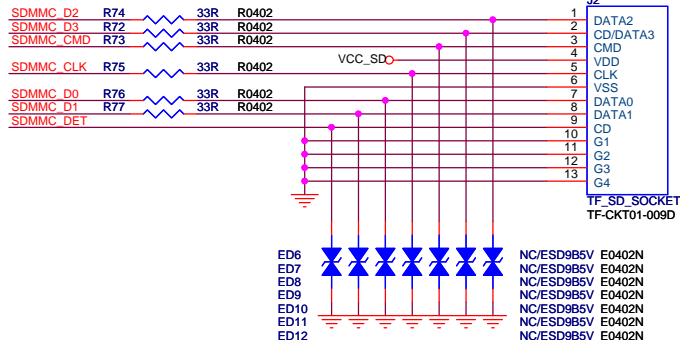 J2
SDMMC_D2 R74 33R R0402 1 DATA2
SDMMC_D3 R72 33R R0402 2 CD/DATA3
SDMMC_CMD R73 33R R0402 3 CMD
VCC_SD 4 VDD
SDMMC_CLK R75 33R R0402 5 CLK
6 VSS
SDMMC_D0 R76 33R R0402 7 DATA0
SDMMC_D1 R77 33R R0402 8 DATA1
SDMMC_DET 9 CD
10 G1
11 G2
12 G3
13 G4
TF_SD_SOCKET
TF-CKT01-009D
ED6 NC/ESD9B5V E0402N
ED7 NC/ESD9B5V E0402N
ED8 NC/ESD9B5V E0402N
ED9 NC/ESD9B5V E0402N
ED10 NC/ESD9B5V E0402N
ED11 NC/ESD9B5V E0402N
ED12 NC/ESD9B5V E0402N